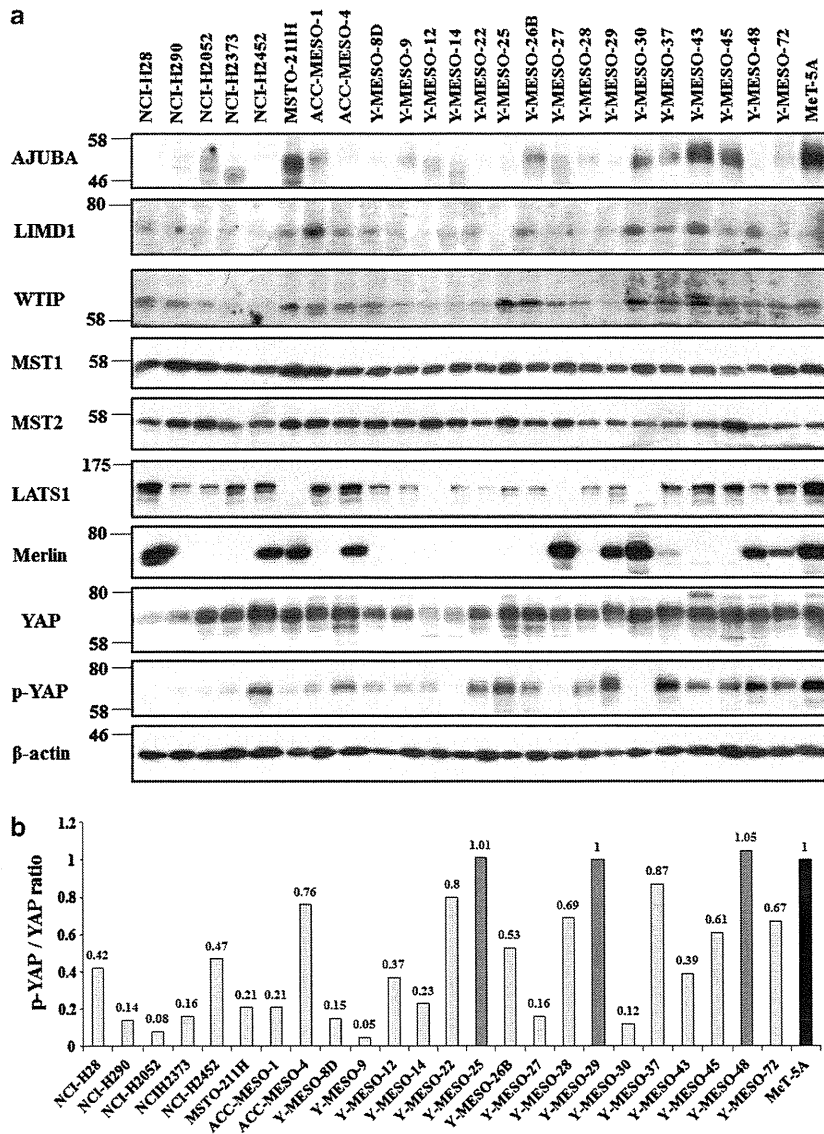 a
NCI-H28
NCI-H290
NCI-H2052
NCI-H2373
NCI-H2452
MSTO-211H
ACC-MESO-1
ACC-MESO-4
Y-MESO-8D
Y-MESO-9
Y-MESO-12
Y-MESO-14
Y-MESO-22
Y-MESO-25
Y-MESO-26B
Y-MESO-27
Y-MESO-28
Y-MESO-29
Y-MESO-30
Y-MESO-37
Y-MESO-43
Y-MESO-45
Y-MESO-48
Y-MESO-72
MeT-5A
58
AJUBA
46
80
LIMD1
WTIP
58
MST1 58
58
MST2
175
LATS1
80
Merlin
80
YAP
58
80
p-YAP
58
46
β-actin
b
p-YAP / YAP ratio
1.2
1
0.8
0.6
0.4
0.2
0
0.42
0.14
0.08
0.16
0.47
0.21
0.21
0.76
0.15
0.05
0.37
0.23
0.8
1.01
0.53
0.16
0.69
1
0.12
0.87
0.39
0.61
1.05
0.67
1
NCI-H28
NCI-H290
NCI-H2052
NCIH2373
NCI-H2452
MSTO-211H
ACC-MESO-1
ACC-MESO-4
Y-MESO-8D
Y-MESO-9
Y-MESO-12
Y-MESO-14
Y-MESO-22
Y-MESO-25
Y-MESO-26B
Y-MESO-27
Y-MESO-28
Y-MESO-29
Y-MESO-30
Y-MESO-37
Y-MESO-43
Y-MESO-45
Y-MESO-48
Y-MESO-72
MeT-5A